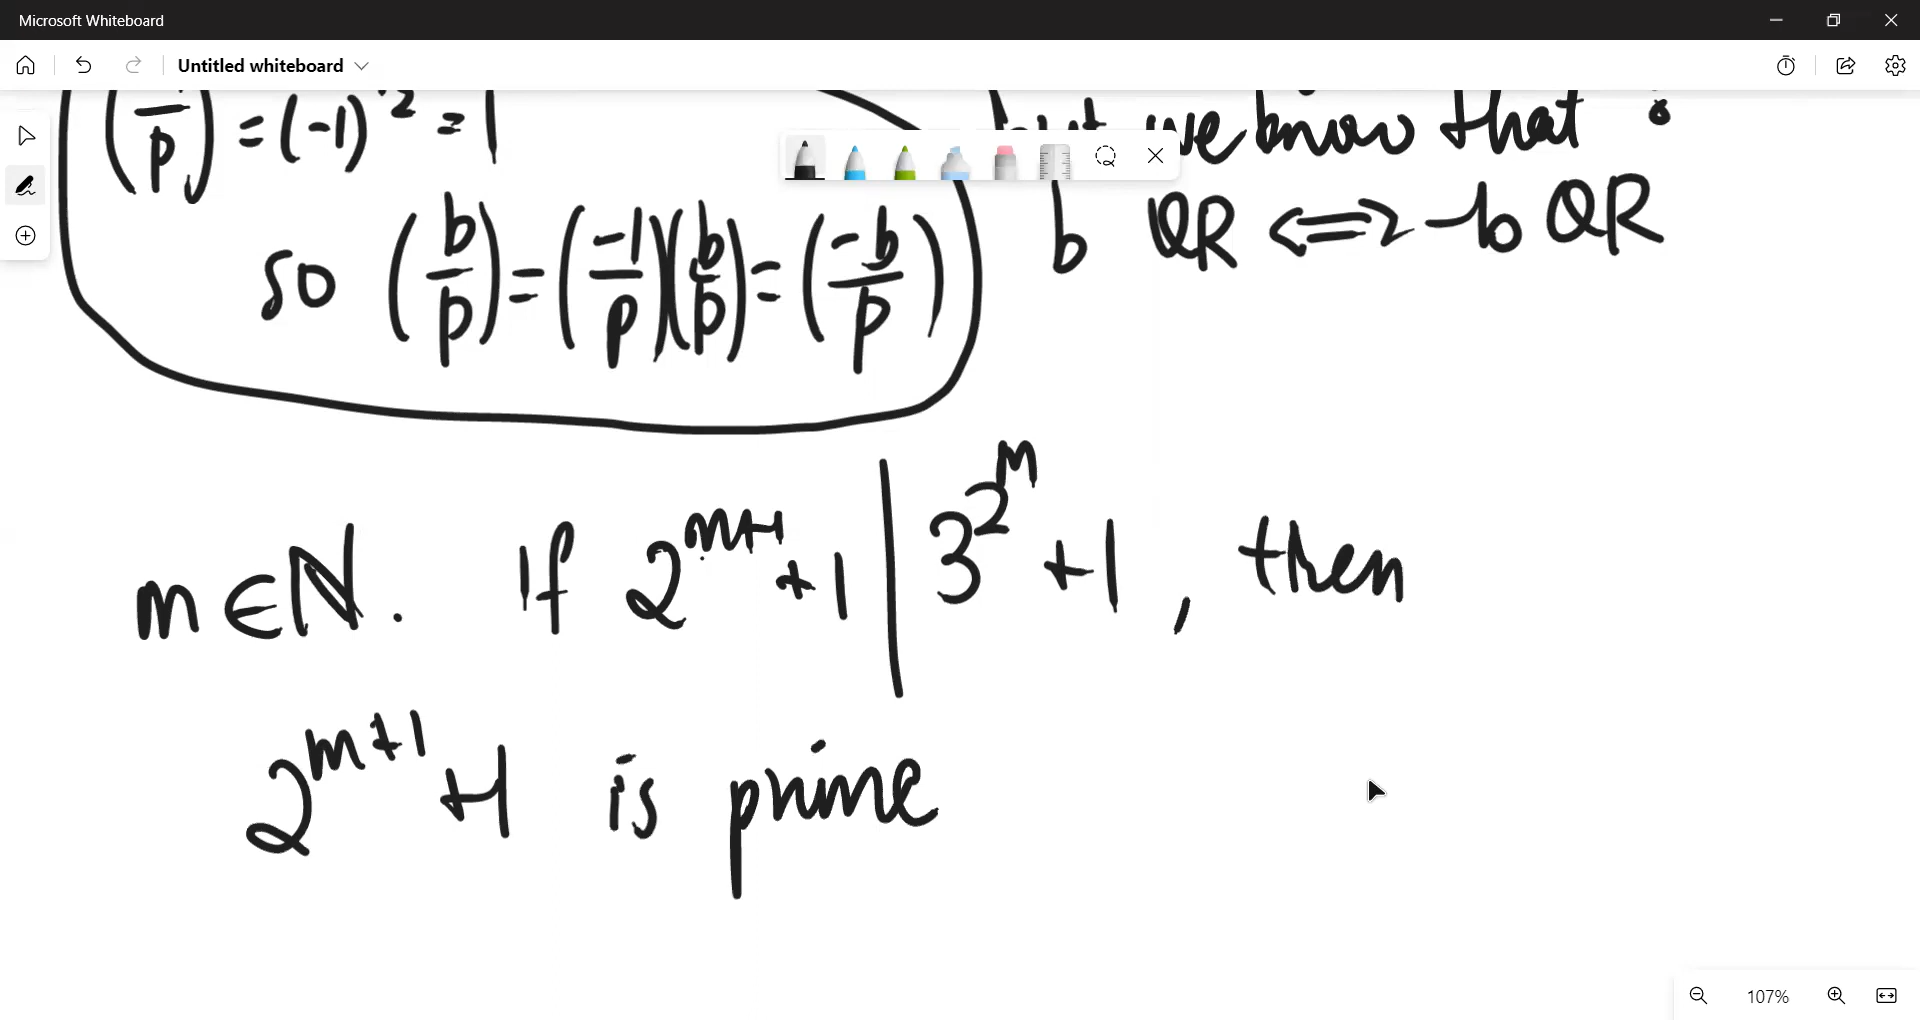 Microsoft Whiteboard
Untitled whiteboard
p) = (-1) 2 = 1
but we know that :
b QR <=> -b QR
so (b/p) = (-1/p)(b/p) = (-b/p)
m ∈ ℕ. If 2^{m+1} + 1 | 3^{2^m} + 1, then
2^{m+1} + 1 is prime
107%